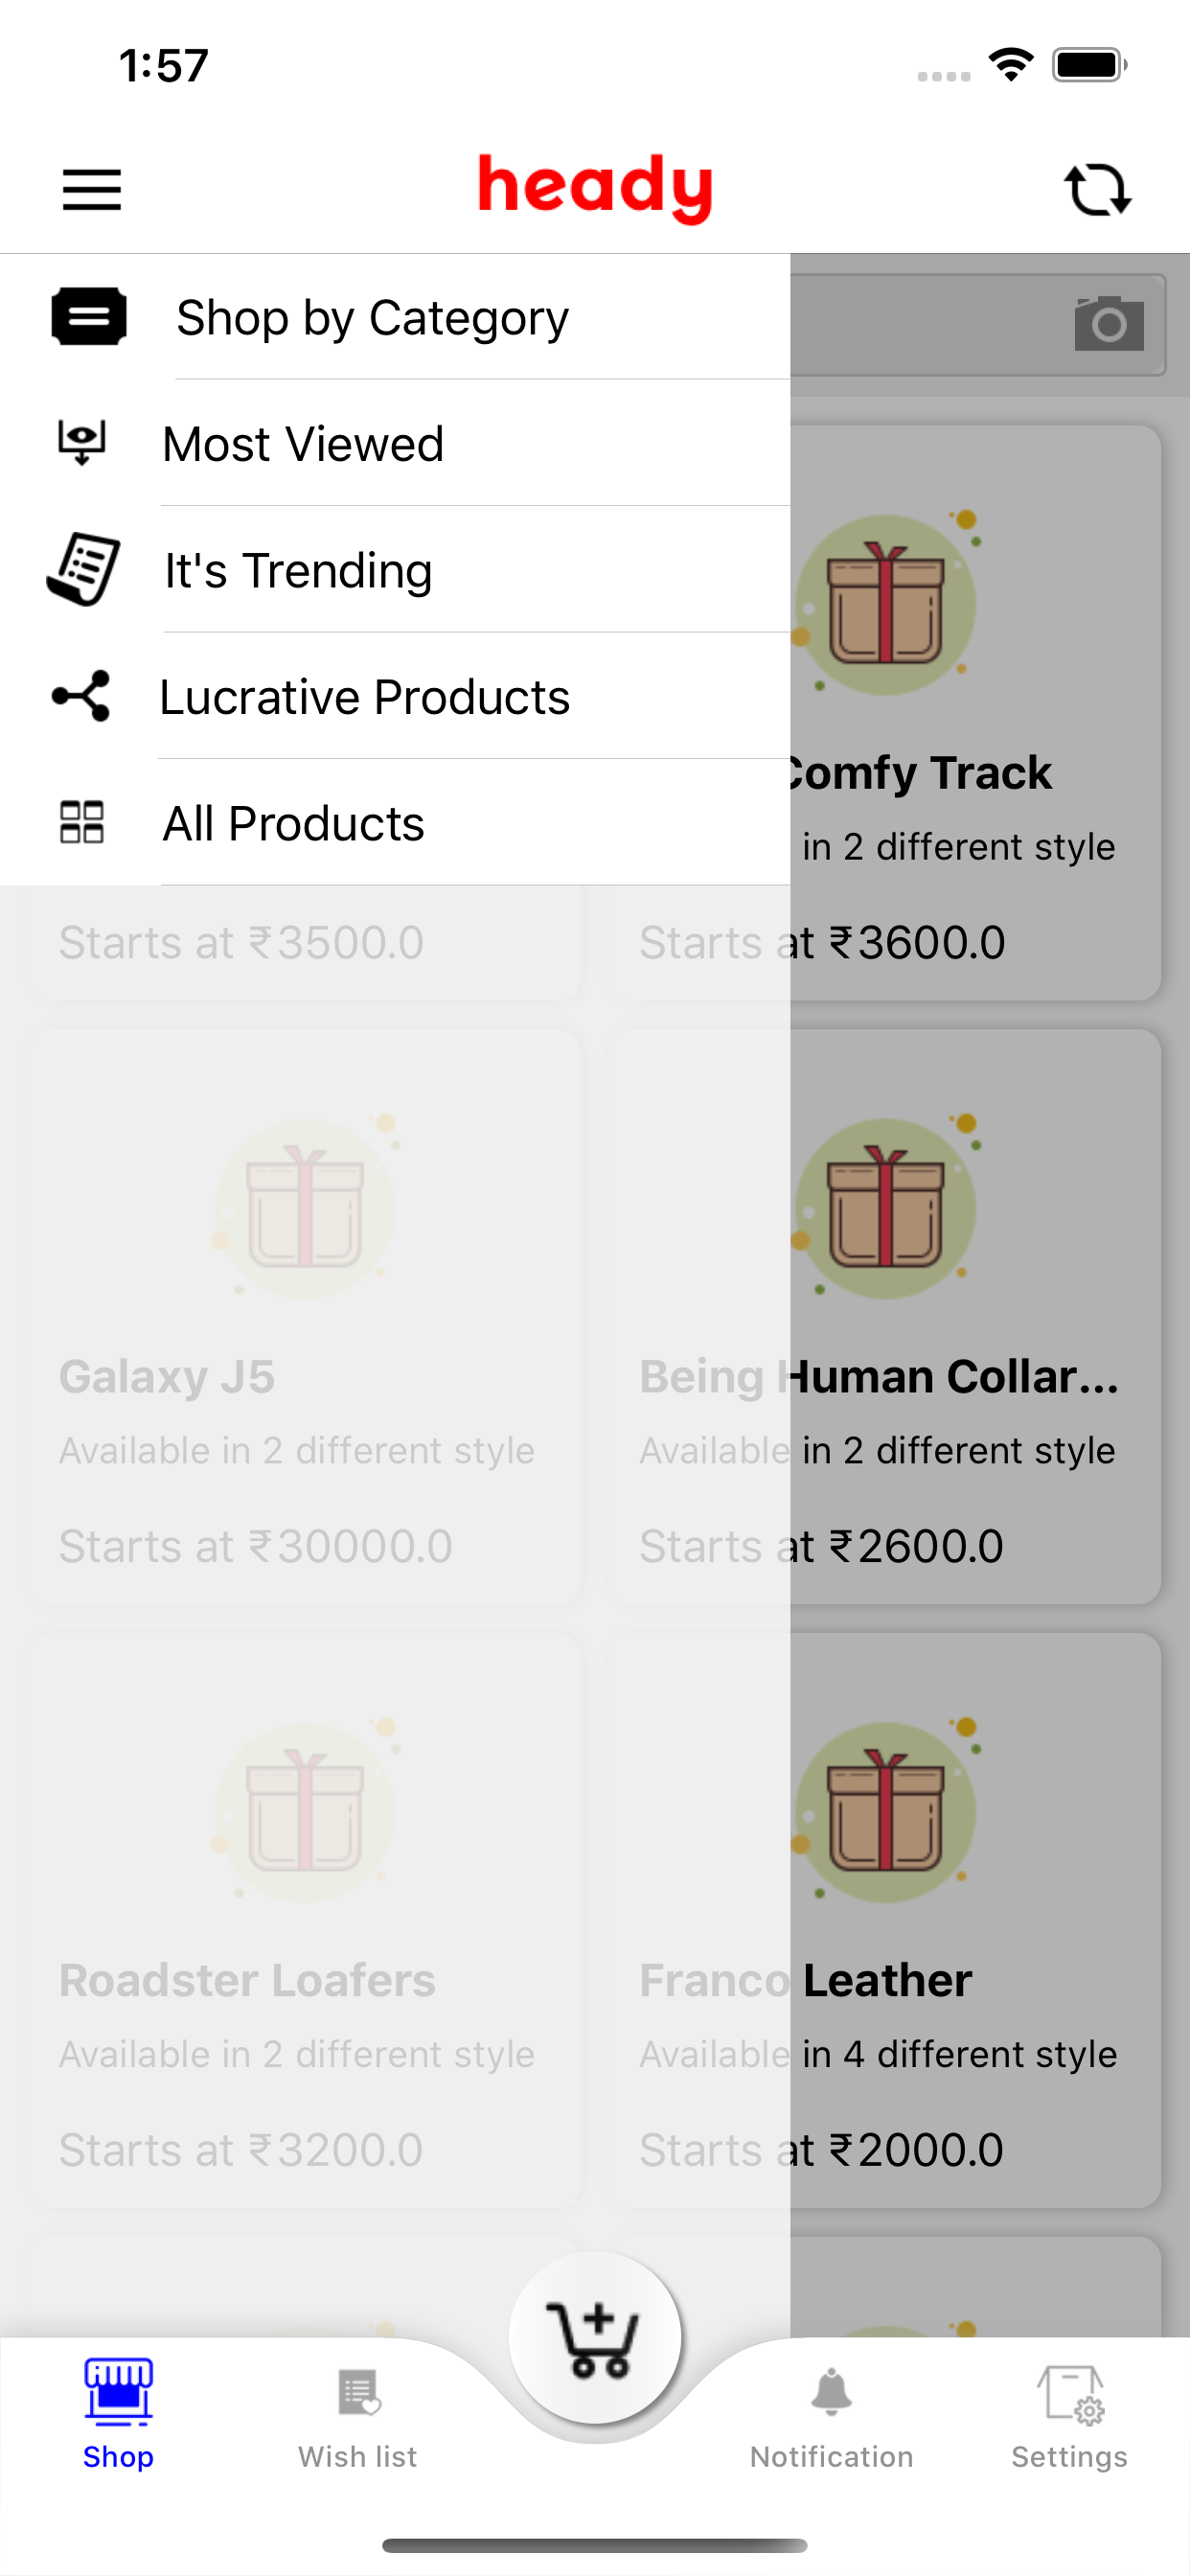 1:57
heady
Shop by Category
Most Viewed
It's Trending
Lucrative Products
All Products
Comfy Track
in 2 different style
Starts at ₹3500.0
Starts at ₹3600.0
Galaxy J5
Available in 2 different style
Starts at ₹30000.0
Being Human Collar...
Available in 2 different style
Starts at ₹2600.0
Roadster Loafers
Available in 2 different style
Starts at ₹3200.0
Franco Leather
Available in 4 different style
Starts at ₹2000.0
Shop
Wish list
Notification
Settings